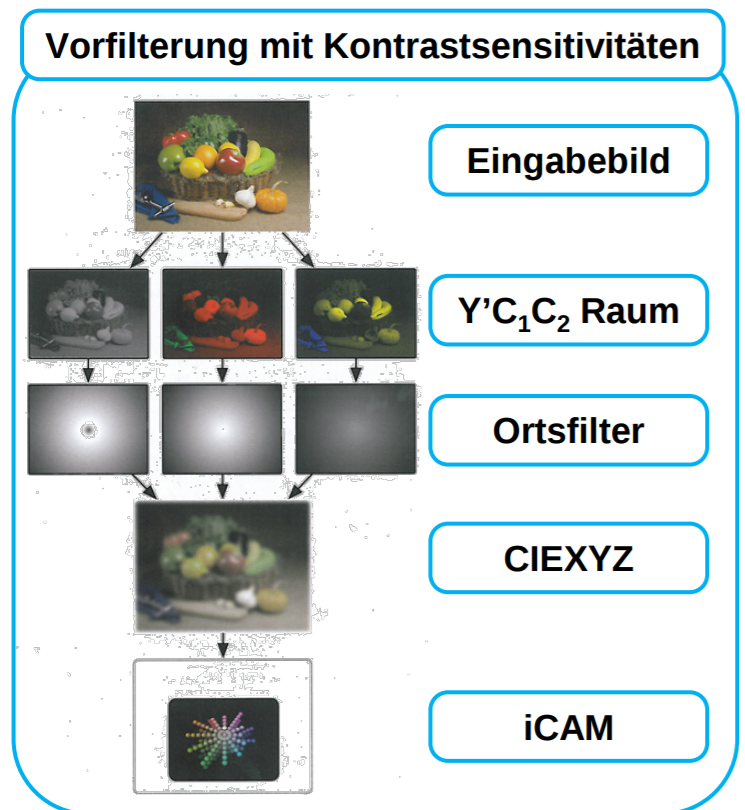 Vorfilterung mit Kontrastsensitivitäten
Eingabebild
Y’C₁C₂ Raum
Ortsfilter
CIEXYZ
iCAM